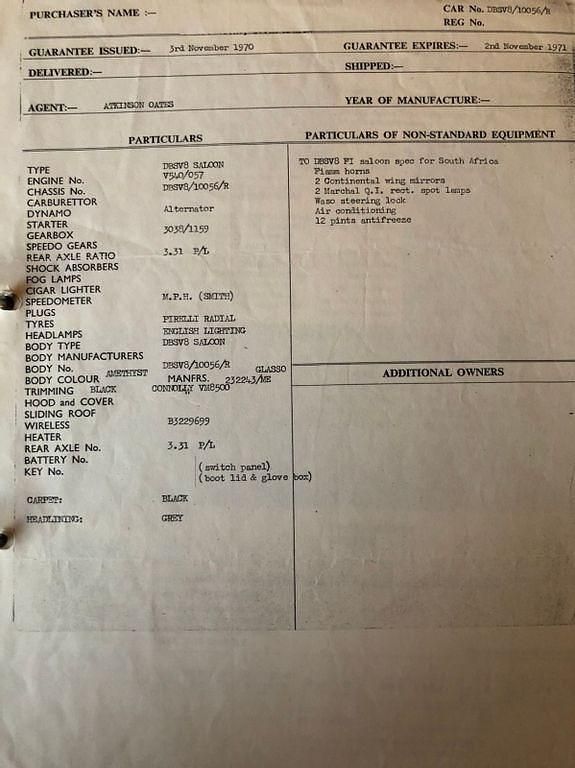 PURCHASER'S NAME :—
CAR No. DBSV8/10056/R
REG No.
GUARANTEE ISSUED:— 3rd November 1970
GUARANTEE EXPIRES:— 2nd November 1971
DELIVERED:—
SHIPPED:—
AGENT:— ATKINSON OATES
YEAR OF MANUFACTURE:—
PARTICULARS
TYPE DBSV8 SALOON
ENGINE No. V540/057
CHASSIS No. DBSV8/10056/R
CARBURETTOR
DYNAMO Alternator
STARTER
GEARBOX 3038/1159
SPEEDO GEARS
REAR AXLE RATIO 3.31 P/L
SHOCK ABSORBERS
FOG LAMPS
CIGAR LIGHTER
SPEEDOMETER M.P.H. (SMITH)
PLUGS
TYRES PIRELLI RADIAL
HEADLAMPS ENGLISH LIGHTING
BODY TYPE DBSV8 SALOON
BODY MANUFACTURERS
BODY No. DBSV8/10056/R
BODY COLOUR AMETHYST MANFRS. GLASSO 232243/ME
TRIMMING BLACK CONNOLLY VM8500
HOOD and COVER
SLIDING ROOF
WIRELESS B3229699
HEATER
REAR AXLE No. 3.31 P/L
BATTERY No.
KEY No. (switch panel)
(boot lid & glove box)
CARPET: BLACK
HEADLINING: GREY
PARTICULARS OF NON-STANDARD EQUIPMENT
TO DBSV8 FI saloon spec for South Africa
Fiamm horns
2 Continental wing mirrors
2 Marchal Q.I. rect. spot lamps
Waso steering lock
Air conditioning
12 pints antifreeze
ADDITIONAL OWNERS